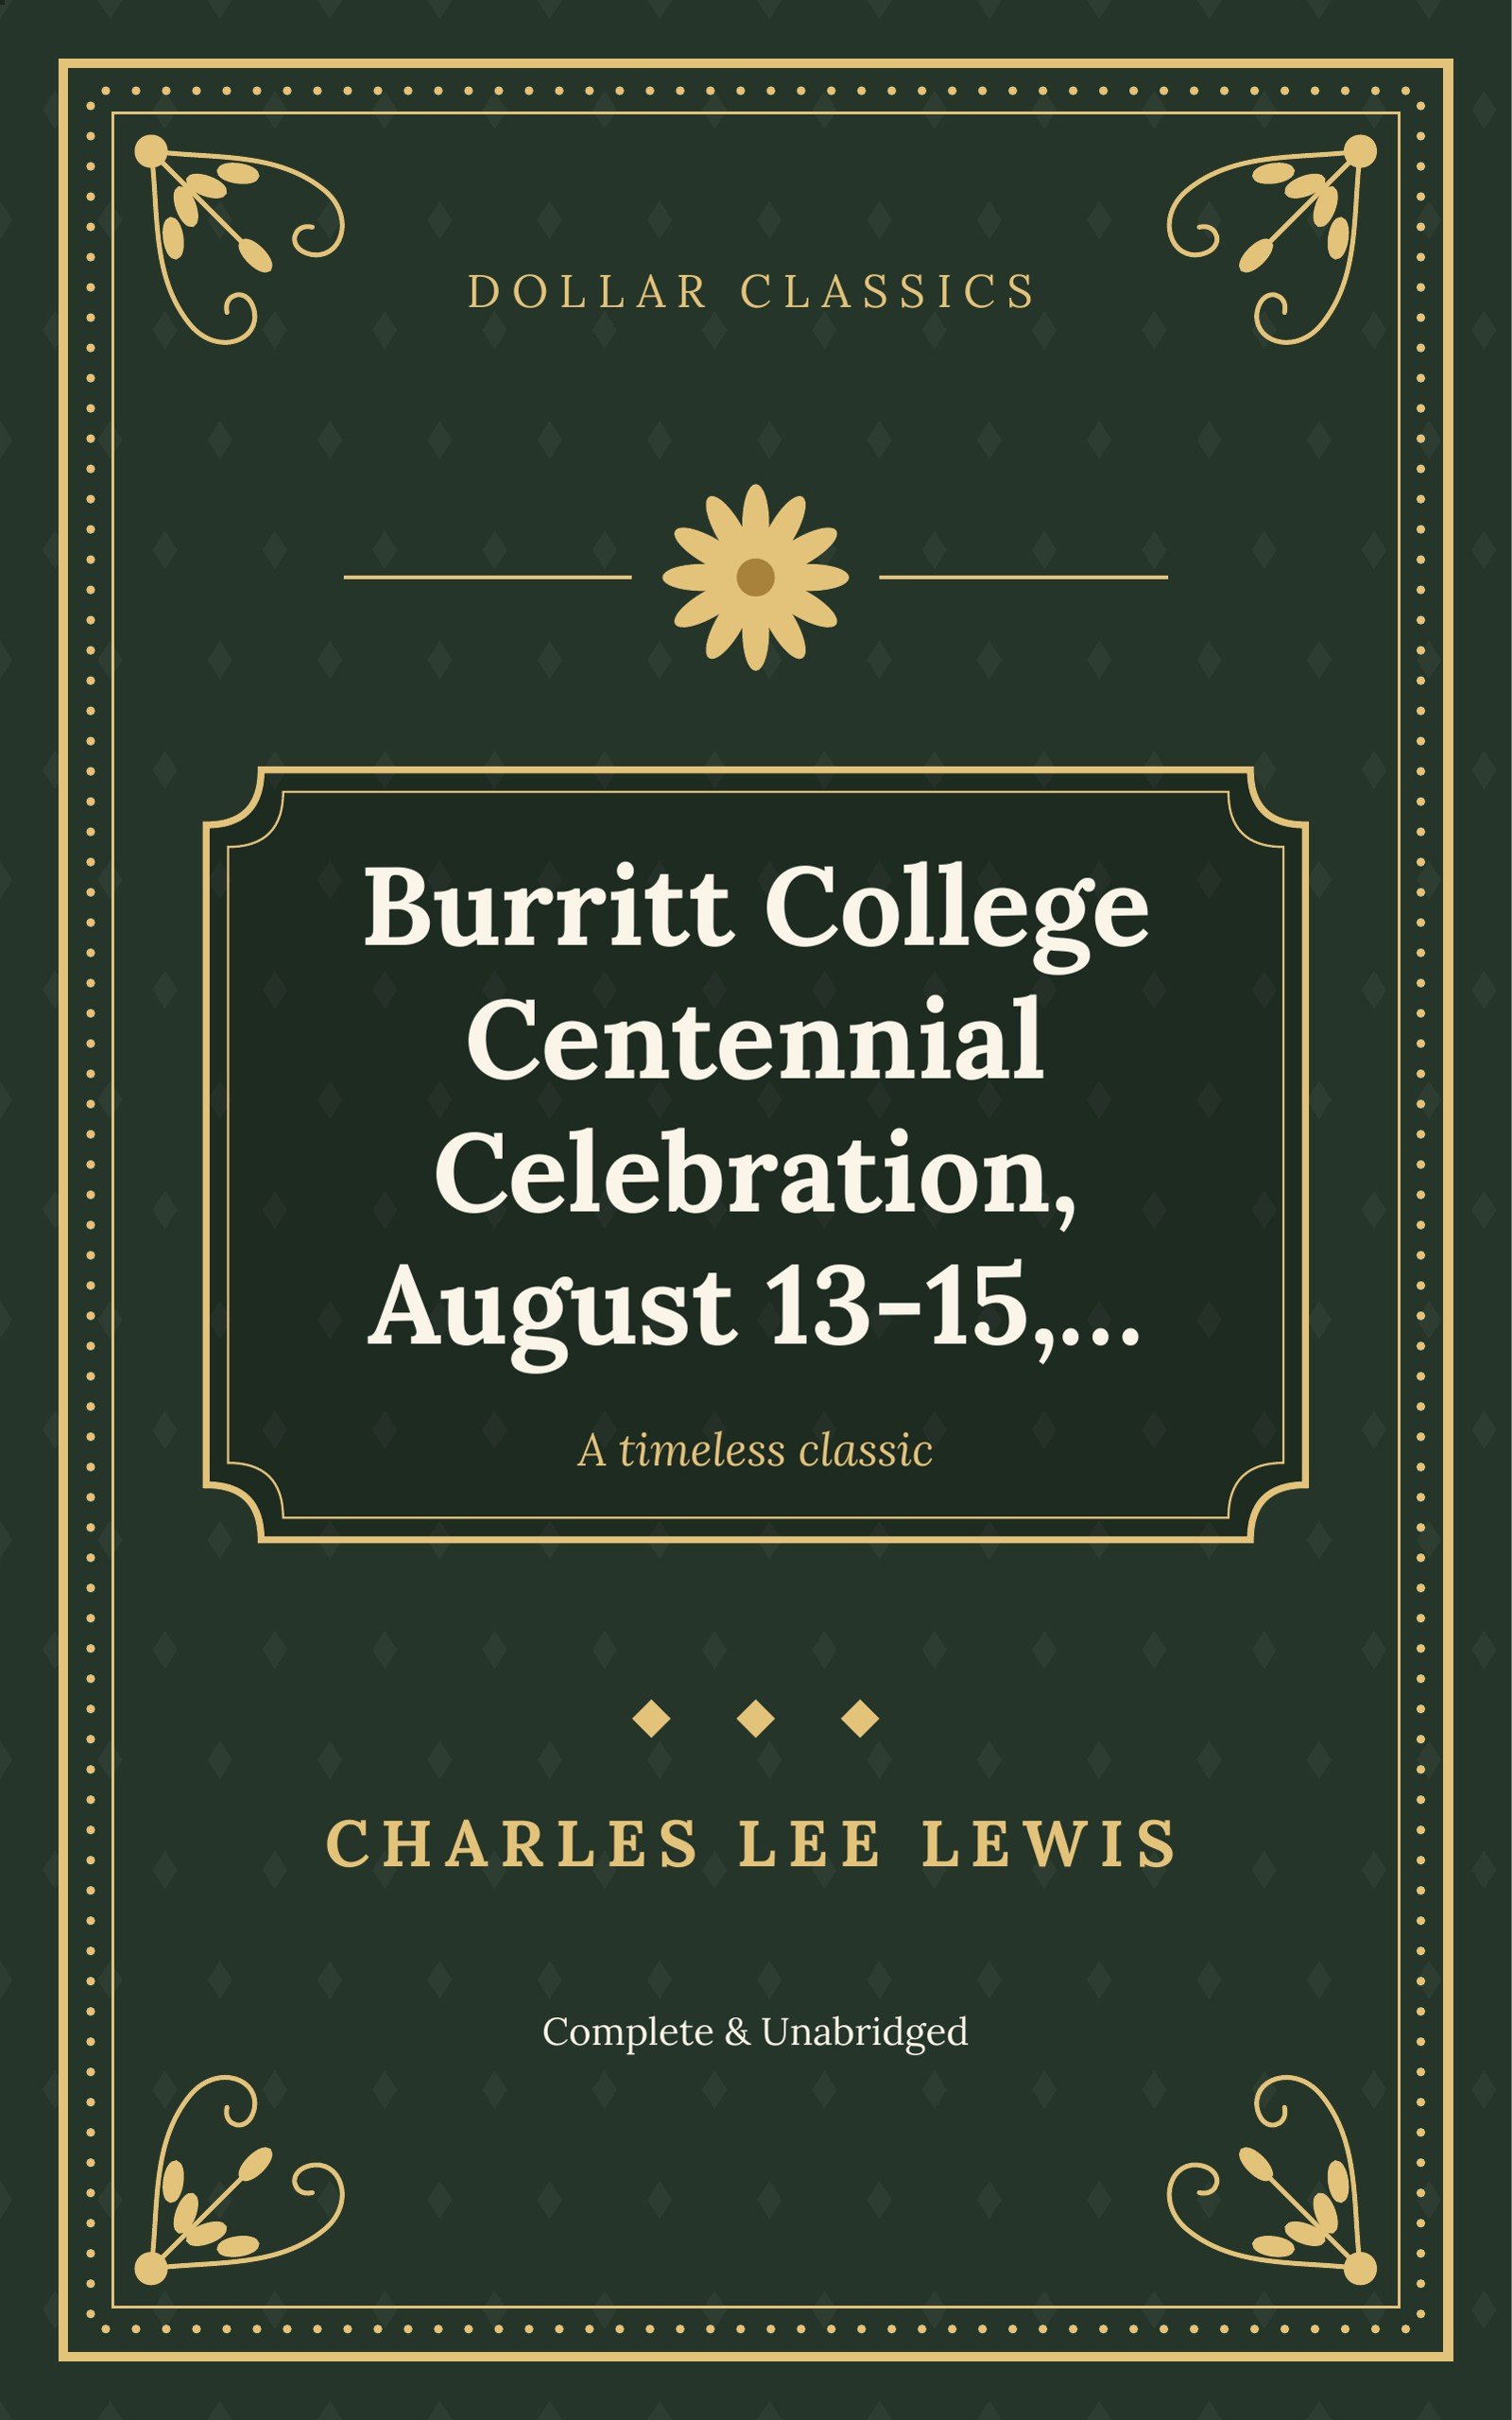 DOLLAR CLASSICS
Burritt College
Centennial
Celebration,
August 13-15,...
A timeless classic
CHARLES LEE LEWIS
Complete & Unabridged